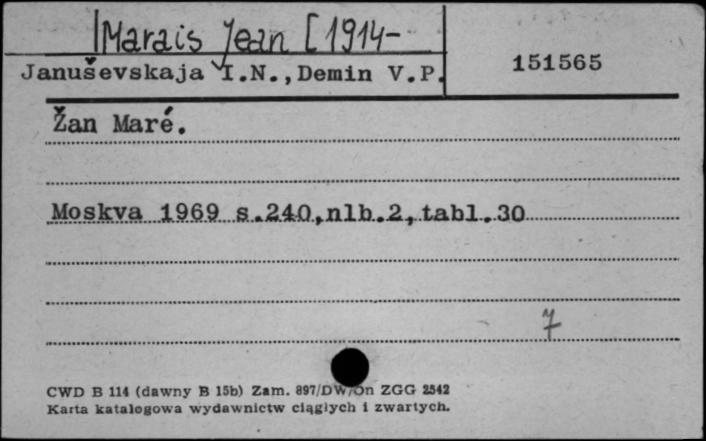 Marais Jean [1914-
Januševskaja I.N.,Demin V.P.
151565
Žan Maré.
Moskva 1969 s.240,nlb.2,tabl.30
7
CWD B 114 (dawny B 15b) Zam. 897/DW/On ZGG 2542
Karta katalogowa wydawnictw ciągłych i zwartych.